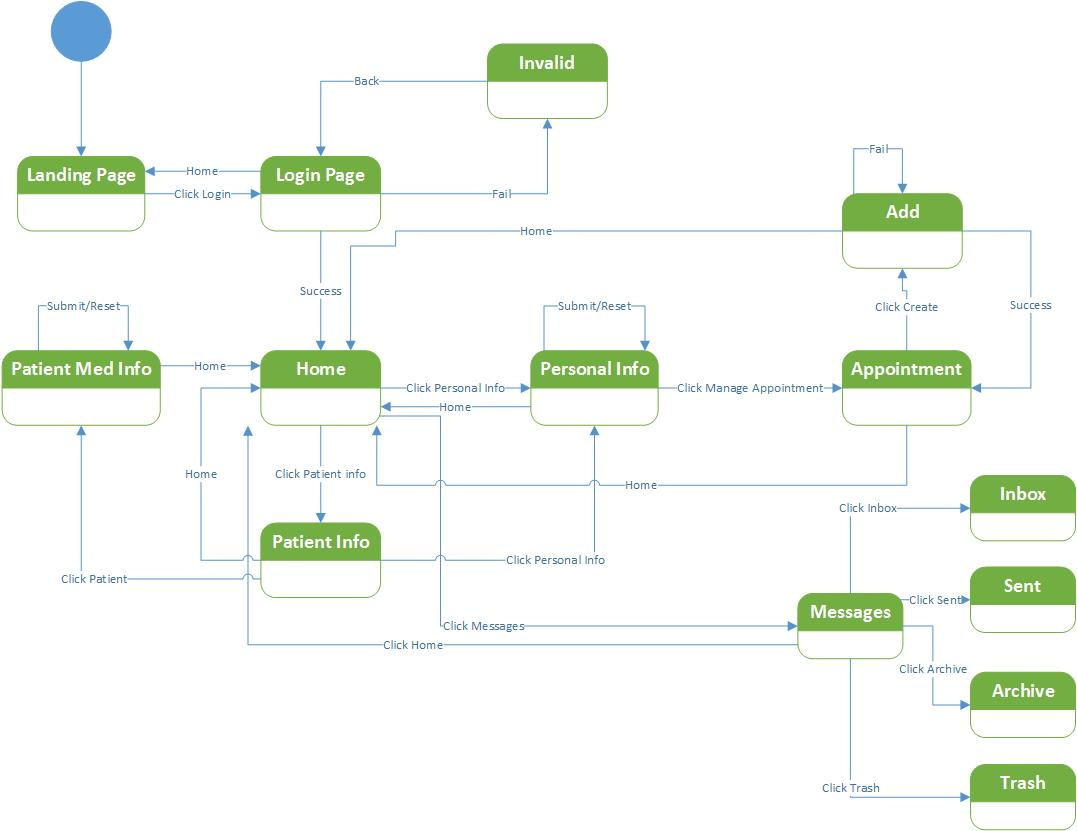 Invalid
Back
Landing Page
Home
Click Login
Login Page
Fail
Fail
Add
Home
Success
Click Create
Success
Submit/Reset
Submit/Reset
Patient Med Info
Home
Home
Click Personal Info
Home
Personal Info
Click Manage Appointment
Appointment
Home
Click Patient info
Home
Click Inbox
Inbox
Patient Info
Click Personal Info
Click Patient
Click Sent
Sent
Messages
Click Messages
Click Home
Click Archive
Archive
Click Trash
Trash